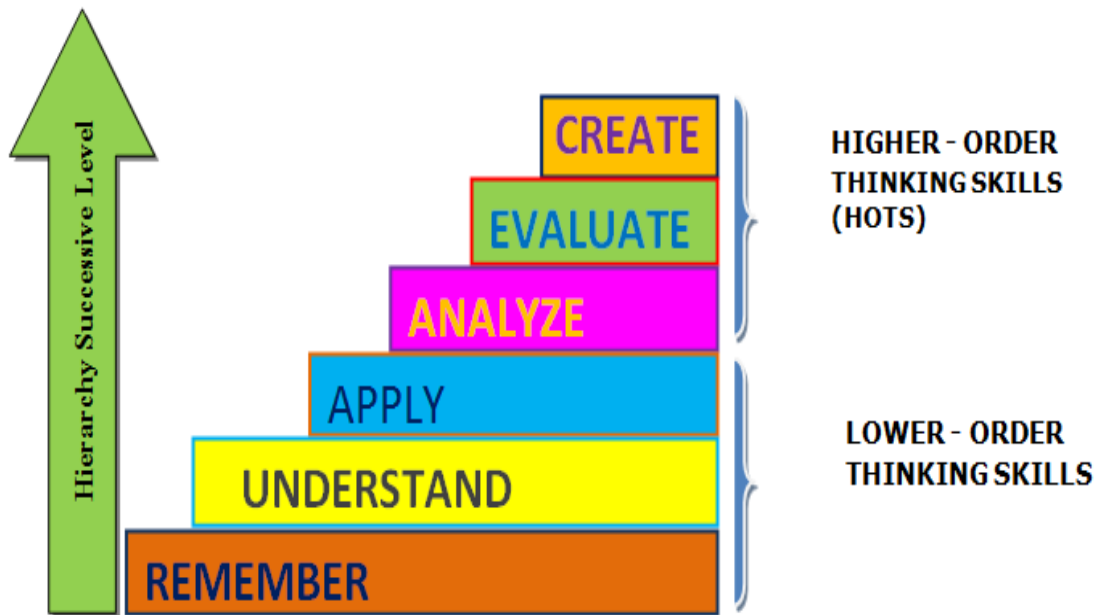 Hierarchy Successive Level
CREATE
EVALUATE
ANALYZE
APPLY
UNDERSTAND
REMEMBER
HIGHER - ORDER
THINKING SKILLS
(HOTS)
LOWER - ORDER
THINKING SKILLS